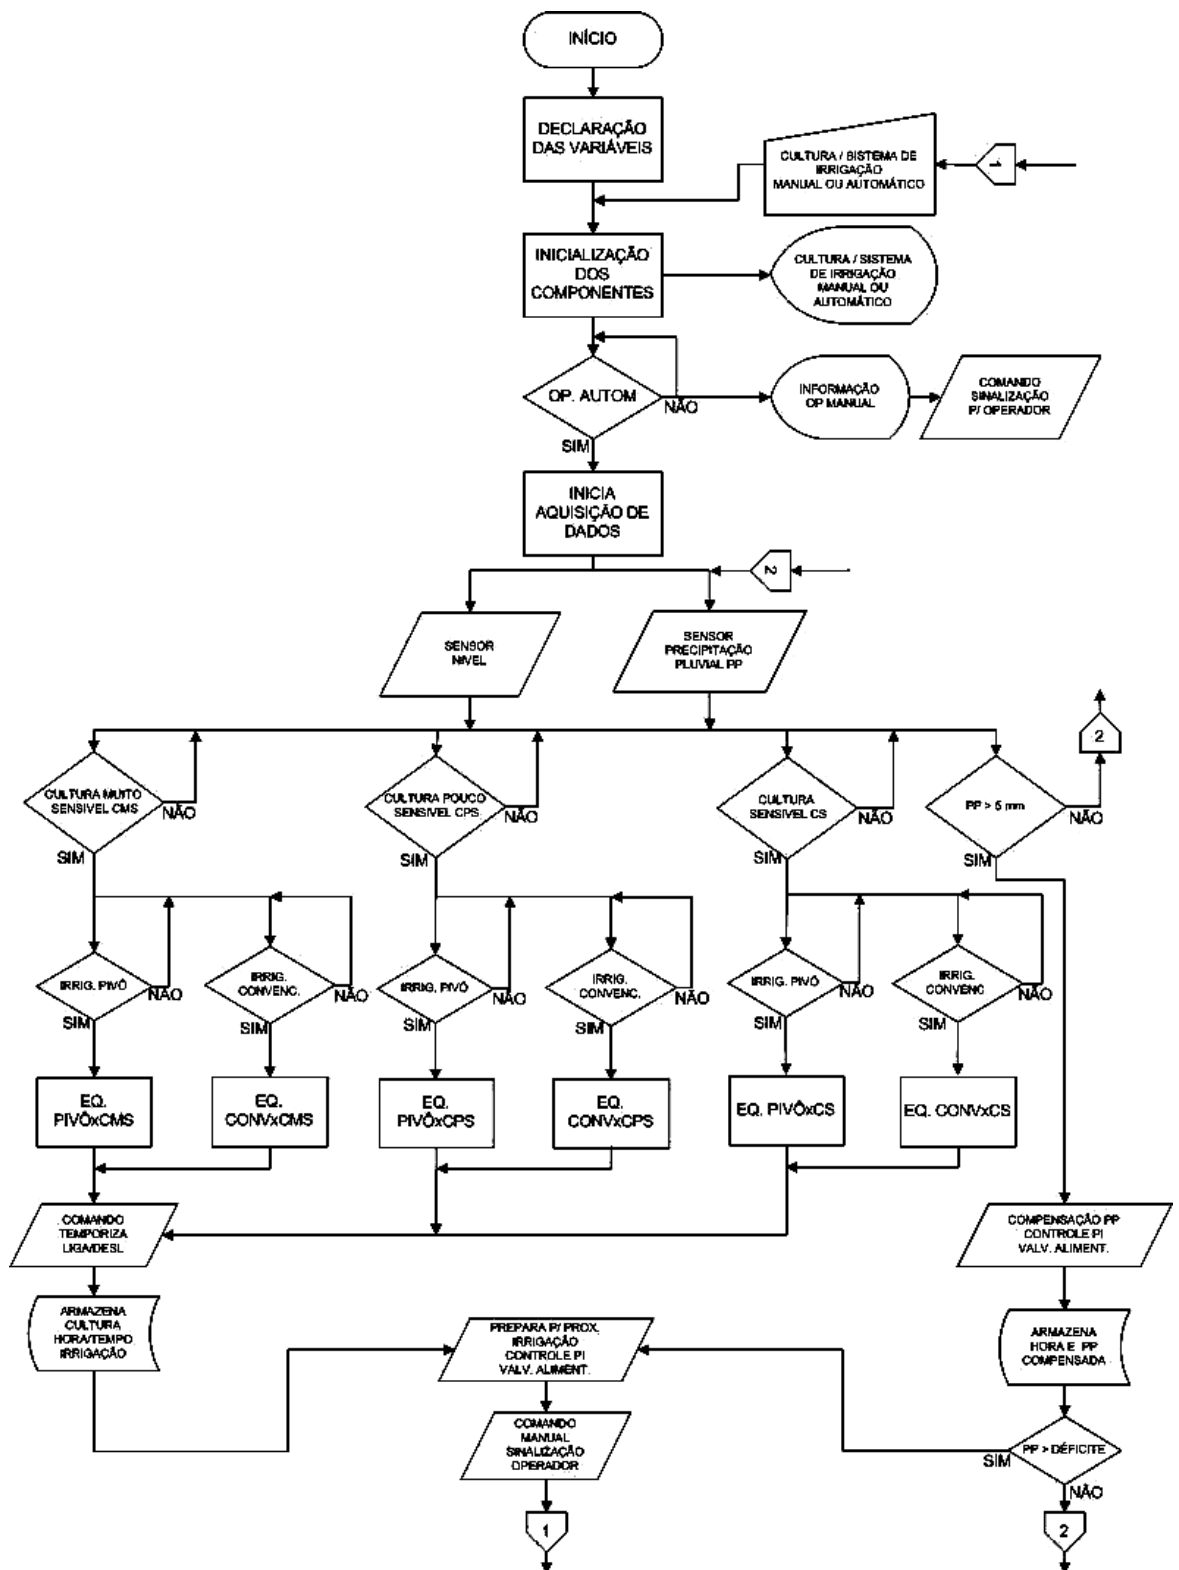 INÍCIO
DECLARAÇÃO
DAS VARIÁVEIS
CULTURA / SISTEMA DE
IRRIGAÇÃO
MANUAL OU AUTOMÁTICO
1
INICIALIZAÇÃO
DOS
COMPONENTES
CULTURA / SISTEMA
DE IRRIGAÇÃO
MANUAL OU
AUTOMÁTICO
OP. AUTOM
NÃO
SIM
INFORMAÇÃO
OP MANUAL
COMANDO
SINALIZAÇÃO
P/ OPERADOR
INICIA
AQUISIÇÃO DE
DADOS
2
SENSOR
NIVEL
SENSOR
PRECIPITAÇÃO
PLUVIAL PP
2
CULTURA MUITO
SENSIVEL CMS
NÃO
SIM
CULTURA POUCO
SENSIVEL CPS
NÃO
SIM
CULTURA
SENSIVEL CS
NÃO
SIM
PP > 5 mm
NÃO
SIM
IRRIG. PIVÔ
NÃO
SIM
IRRIG.
CONVENC.
NÃO
SIM
IRRIG. PIVÔ
NÃO
SIM
IRRIG.
CONVENC.
NÃO
SIM
IRRIG. PIVÔ
NÃO
SIM
IRRIG.
CONVENC
NÃO
SIM
EQ.
PIVÔxCMS
EQ.
CONVxCMS
EQ.
PIVÔxCPS
EQ.
CONVxCPS
EQ. PIVÔxCS
EQ. CONVxCS
COMANDO
TEMPORIZA
LIGA/DESL
COMPENSAÇÃO PP
CONTROLE PI
VALV. ALIMENT.
ARMAZENA
CULTURA
HORA/TEMPO
IRRIGAÇÃO
PREPARA P/ PROX.
IRRIGAÇÃO
CONTROLE PI
VALV. ALIMENT.
ARMAZENA
HORA E PP
COMPENSADA
COMANDO
MANUAL
SINALIZAÇÃO
OPERADOR
PP > DÉFICITE
SIM
NÃO
1
2